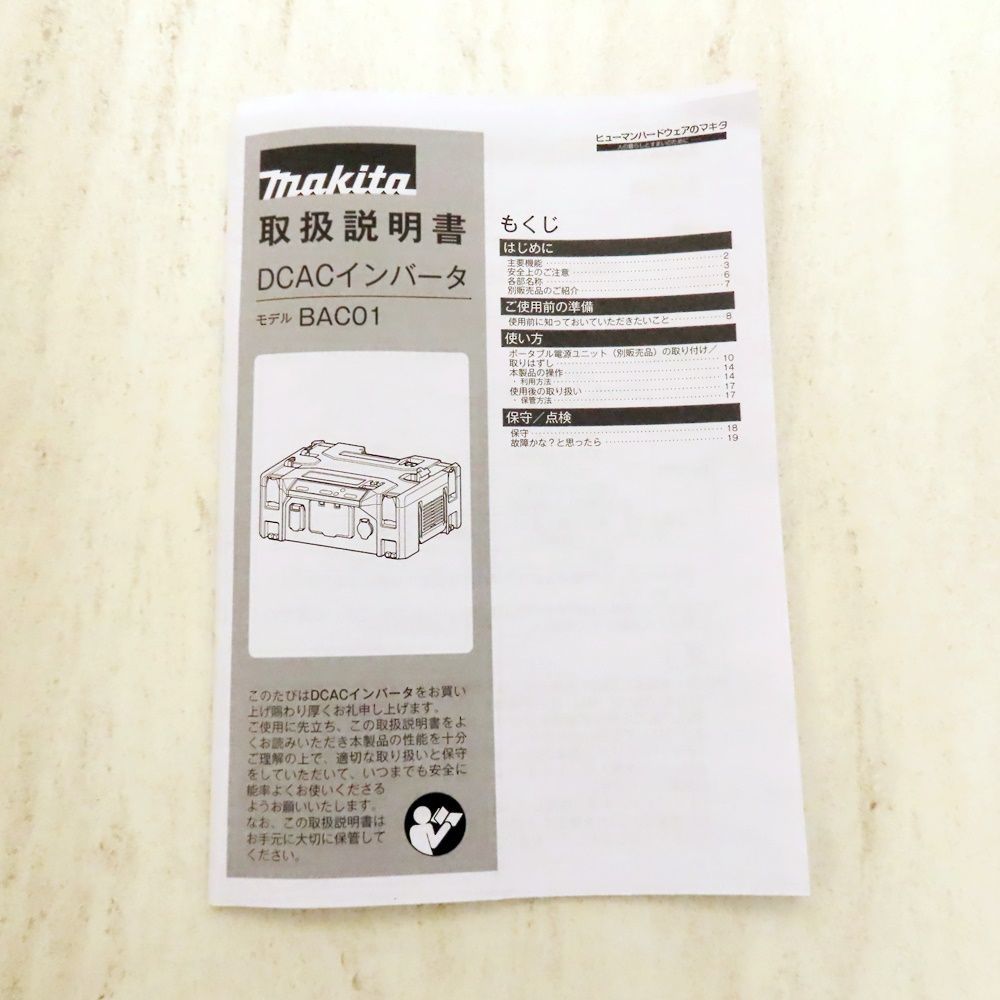 makita
取扱説明書
DCACインバータ
モデル BAC01
このたびはDCACインバータをお買い
上げ賜わり厚くお礼申し上げます。
ご使用に先立ち、この取扱説明書をよ
くお読みいただき本製品の性能を十分
ご理解の上で、適切な取り扱いと保守
をしていただいて、いつまでも安全に
能率よくお使いくださる
ようお願いいたします。
なお、この取扱説明書は
お手元に大切に保管して
ください。
ヒューマンハードウェアのマキタ
人の暮らしとすまいのために
もくじ
はじめに
主要機能 2
安全上のご注意 3
各部名称 6
別販売品のご紹介 7
ご使用前の準備
使用前に知っておいていただきたいこと 8
使い方
ポータブル電源ユニット（別販売品）の取り付け／
取りはずし 10
本製品の操作 14
・利用方法 14
使用後の取り扱い 17
・保管方法 17
保守／点検
保守 18
故障かな？と思ったら 19